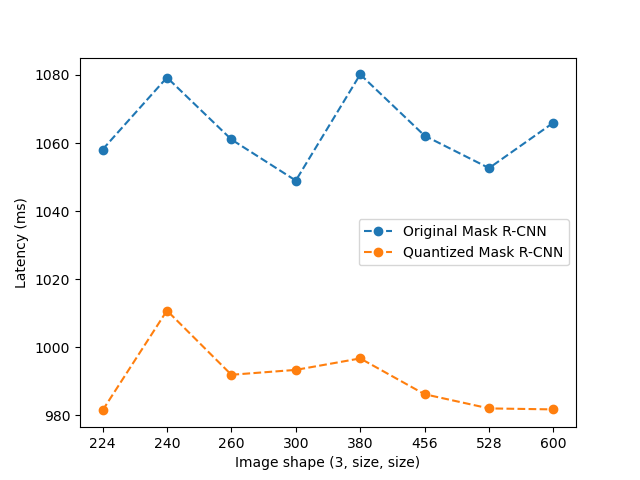 1080
1060
1040
1020
1000
980
Latency (ms)
Original Mask R-CNN
Quantized Mask R-CNN
224 240 260 300 380 456 528 600
Image shape (3, size, size)